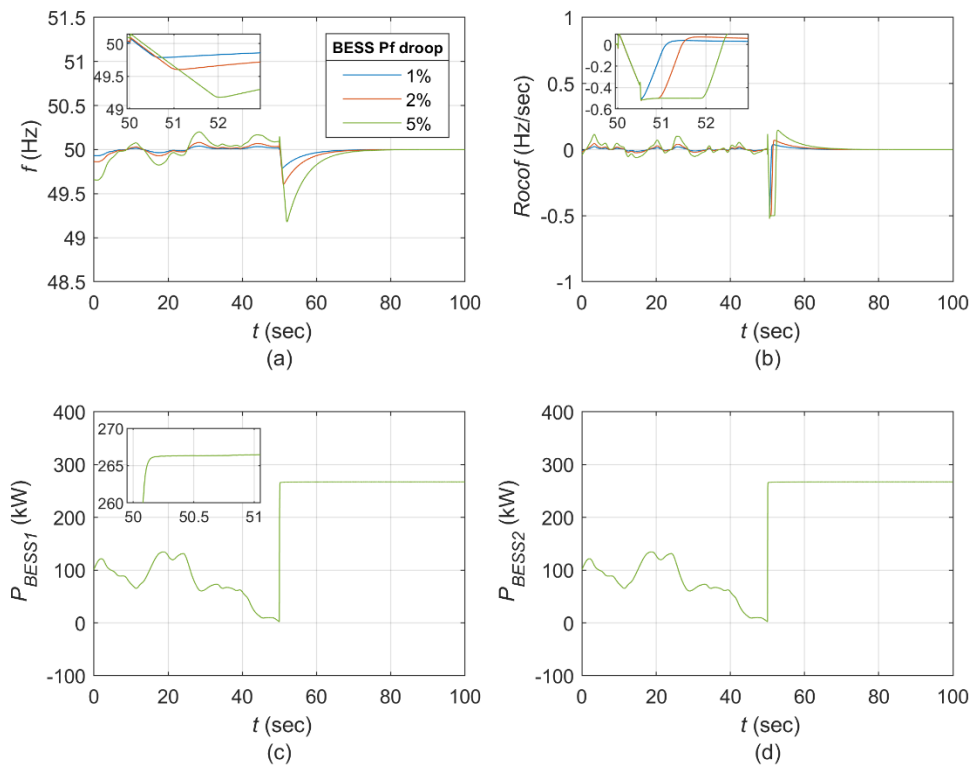 51.5
51
50.5
50
49.5
49
48.5
f (Hz)
50
49.5
49
50 51 52
BESS Pf droop
1%
2%
5%
0 20 40 60 80 100
t (sec)
(a)
1
0.5
0
-0.5
-1
Rocof (Hz/sec)
0
-0.2
-0.4
-0.6
50 51 52
0 20 40 60 80 100
t (sec)
(b)
400
300
200
100
0
-100
P_BESS1 (kW)
270
265
260
50 50.5 51
0 20 40 60 80 100
t (sec)
(c)
400
300
200
100
0
-100
P_BESS2 (kW)
0 20 40 60 80 100
t (sec)
(d)